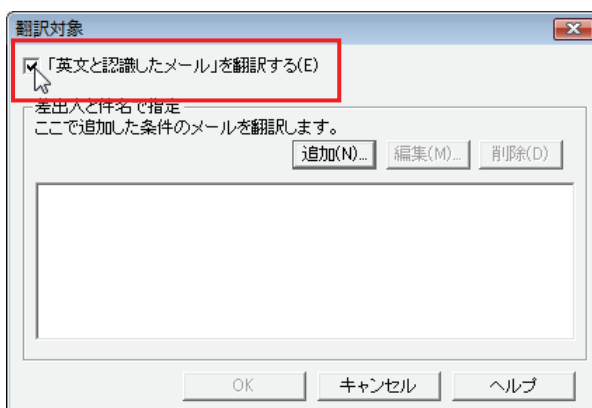 翻訳対象
「英文と認識したメール」を翻訳する(E)
差出人と件名で指定
ここで追加した条件のメールを翻訳します。
追加(N)... 編集(M)... 削除(D)
OK キャンセル ヘルプ